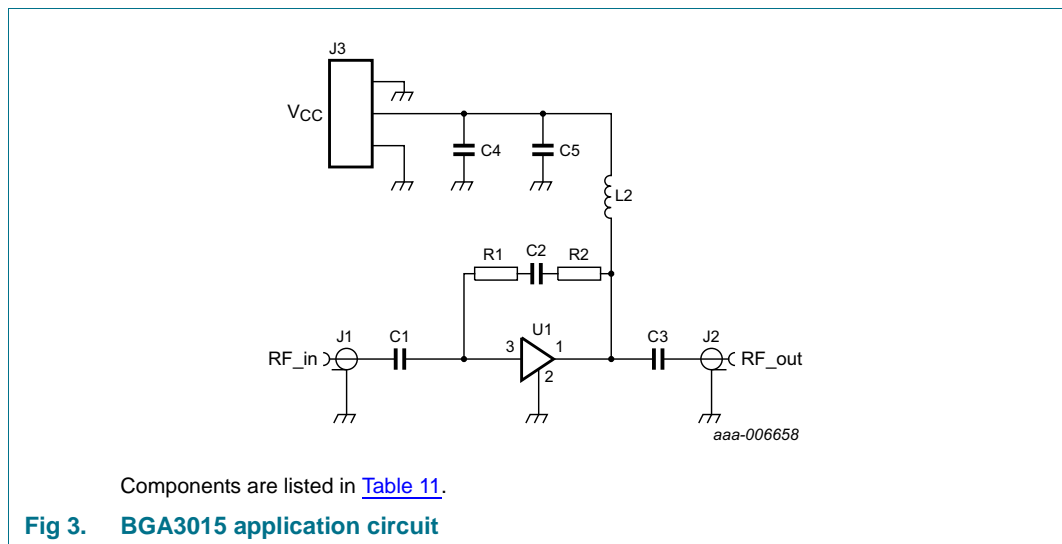 J3
VCC
C4
C5
L2
R1
C2
R2
J1
C1
U1
C3
J2
RF_in
3
1
RF_out
2
aaa-006658
Components are listed in Table 11.
Fig 3. BGA3015 application circuit